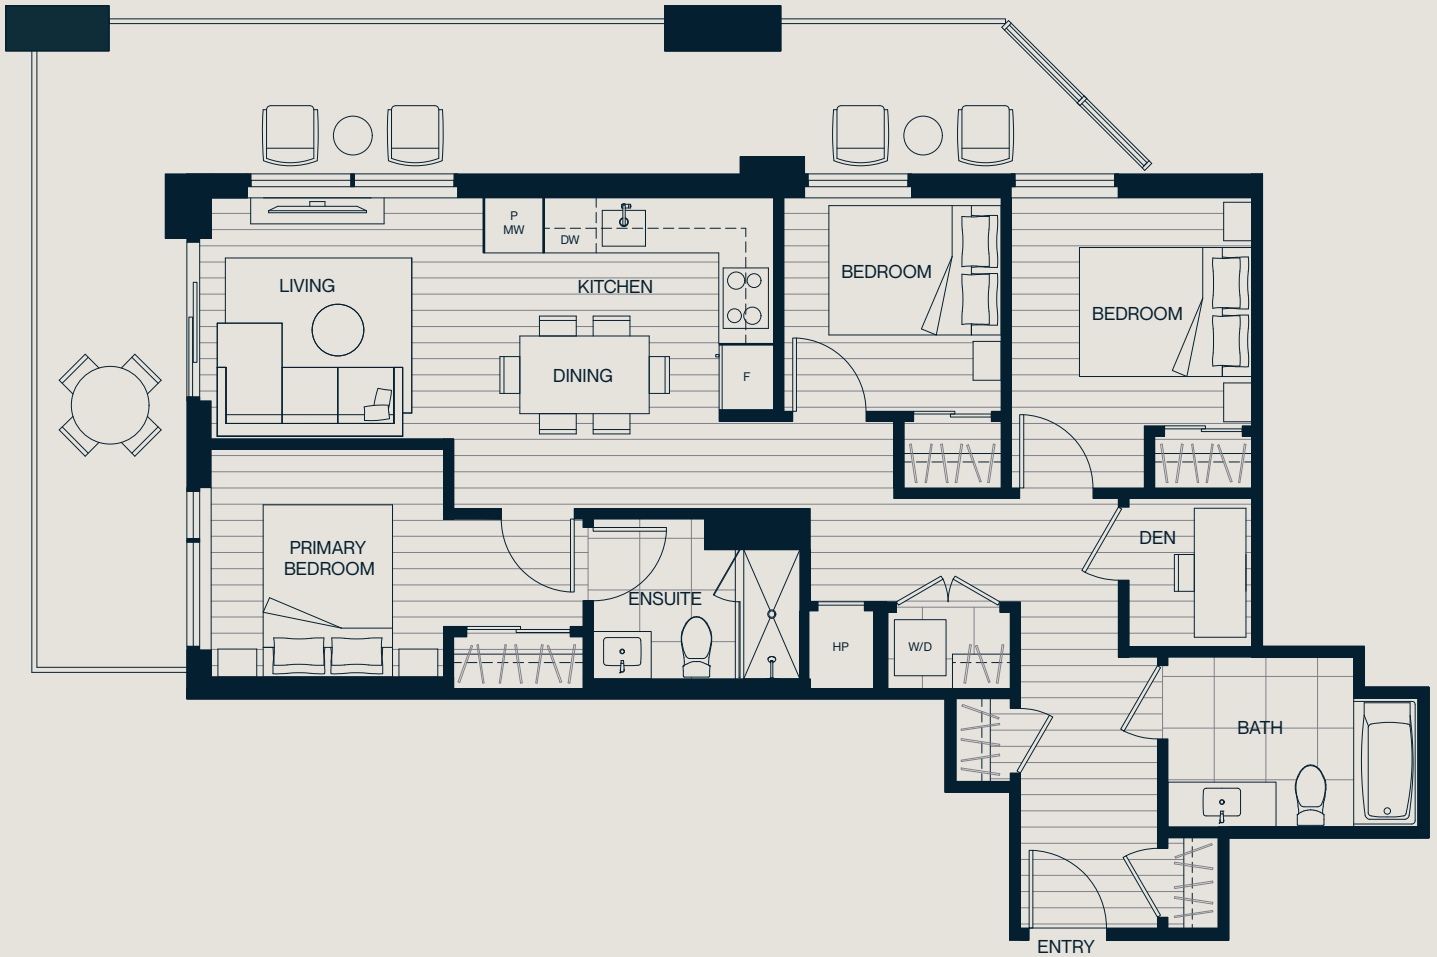 P
MW
DW
LIVING
KITCHEN
BEDROOM
BEDROOM
DINING
F
PRIMARY
BEDROOM
DEN
ENSUITE
HP
W/D
BATH
ENTRY